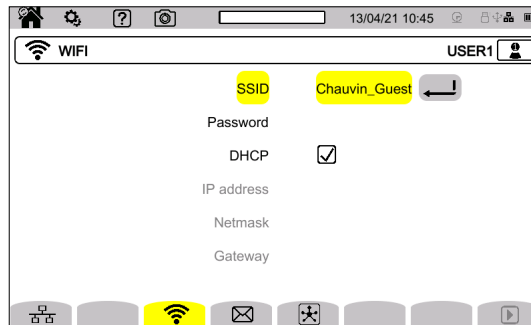 13/04/21 10:45
WIFI
USER1
SSID Chauvin_Guest
Password
DHCP
IP address
Netmask
Gateway